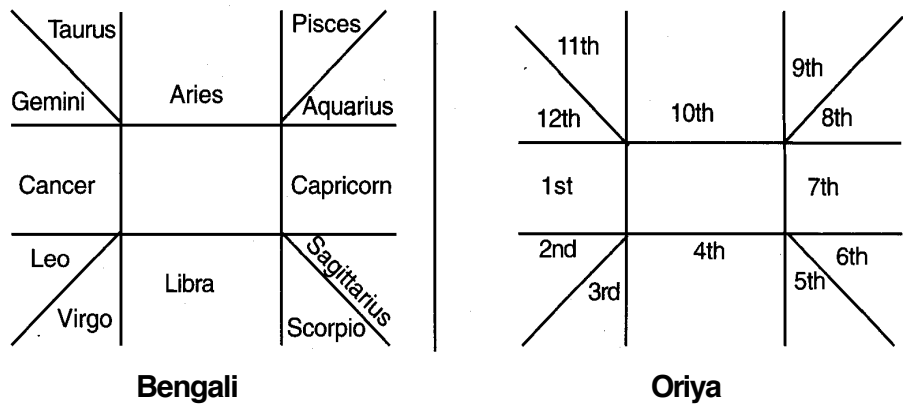 Taurus
Pisces
Gemini
Aries
Aquarius
Cancer
Capricorn
Leo
Libra
Sagittarius
Virgo
Scorpio
Bengali
11th
9th
12th
10th
8th
1st
7th
2nd
4th
6th
3rd
5th
Oriya